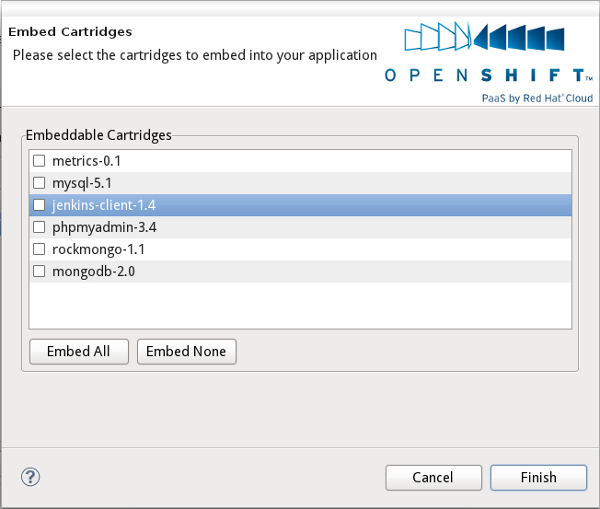 Embed Cartridges
Please select the cartridges to embed into your application
OPENSHIFT™
PaaS by Red Hat® Cloud
Embeddable Cartridges
metrics-0.1
mysql-5.1
jenkins-client-1.4
phpmyadmin-3.4
rockmongo-1.1
mongodb-2.0
Embed All Embed None
? Cancel Finish